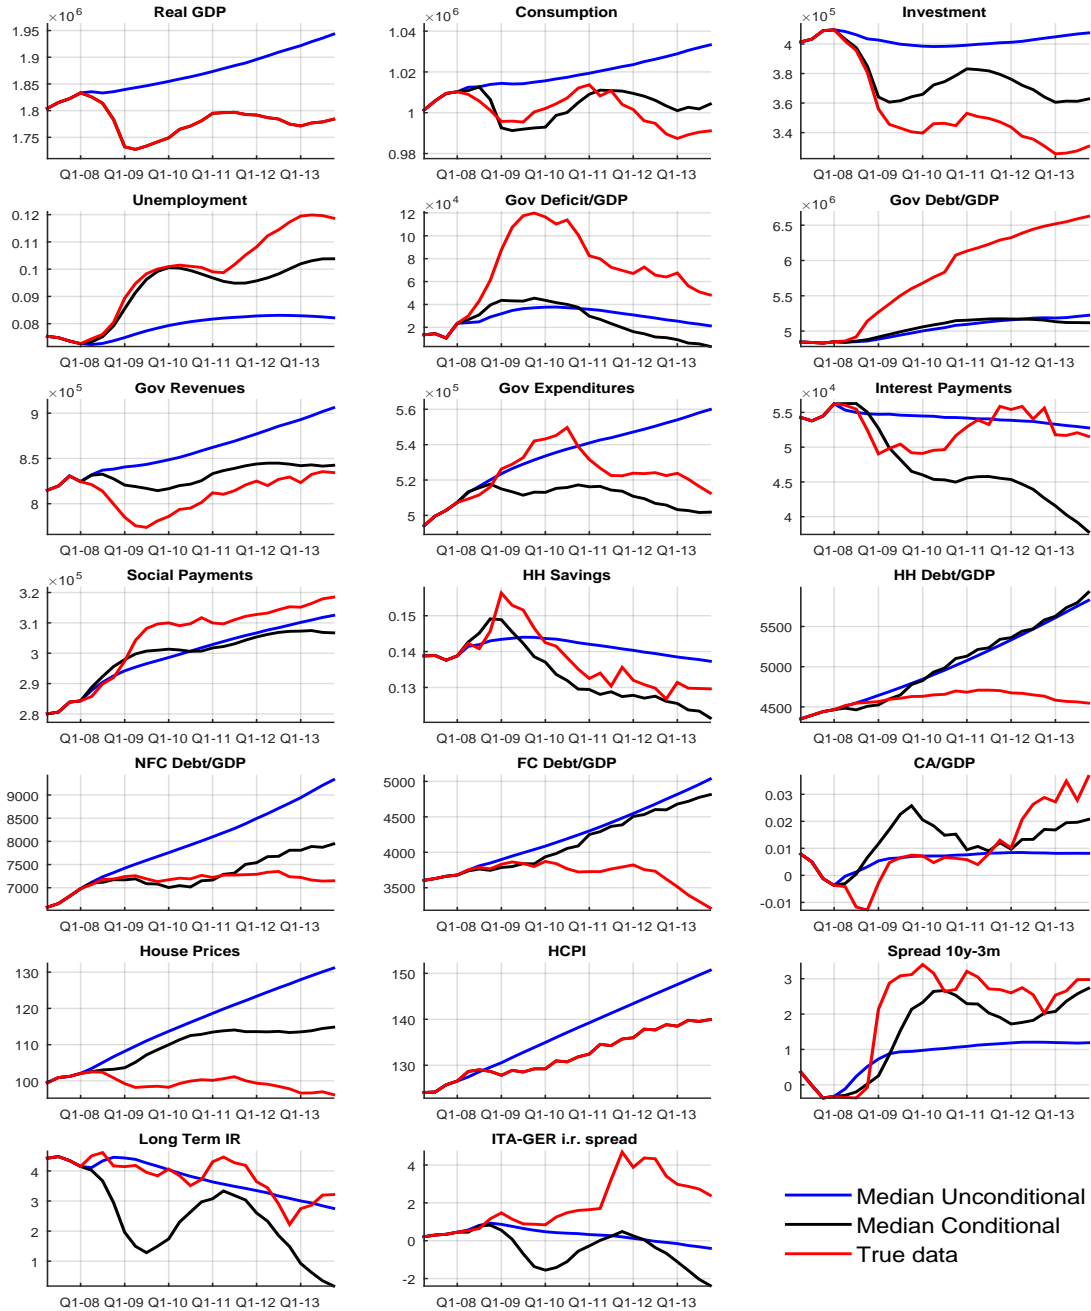 Real GDP
×10⁶
1.95
1.9
1.85
1.8
1.75
Q1-08 Q1-09 Q1-10 Q1-11 Q1-12 Q1-13
Consumption
×10⁶
1.04
1.02
1
0.98
Q1-08 Q1-09 Q1-10 Q1-11 Q1-12 Q1-13
Investment
×10⁵
4
3.8
3.6
3.4
Q1-08 Q1-09 Q1-10 Q1-11 Q1-12 Q1-13
Unemployment
0.12
0.11
0.1
0.09
0.08
Q1-08 Q1-09 Q1-10 Q1-11 Q1-12 Q1-13
Gov Deficit/GDP
×10⁴
12
10
8
6
4
2
Q1-08 Q1-09 Q1-10 Q1-11 Q1-12 Q1-13
Gov Debt/GDP
×10⁶
6.5
6
5.5
5
Q1-08 Q1-09 Q1-10 Q1-11 Q1-12 Q1-13
Gov Revenues
×10⁵
9
8.5
8
Q1-08 Q1-09 Q1-10 Q1-11 Q1-12 Q1-13
Gov Expenditures
×10⁵
5.6
5.4
5.2
5
Q1-08 Q1-09 Q1-10 Q1-11 Q1-12 Q1-13
Interest Payments
×10⁴
5.5
5
4.5
4
Q1-08 Q1-09 Q1-10 Q1-11 Q1-12 Q1-13
Social Payments
×10⁵
3.2
3.1
3
2.9
2.8
Q1-08 Q1-09 Q1-10 Q1-11 Q1-12 Q1-13
HH Savings
0.15
0.14
0.13
Q1-08 Q1-09 Q1-10 Q1-11 Q1-12 Q1-13
HH Debt/GDP
5500
5000
4500
Q1-08 Q1-09 Q1-10 Q1-11 Q1-12 Q1-13
NFC Debt/GDP
9000
8500
8000
7500
7000
Q1-08 Q1-09 Q1-10 Q1-11 Q1-12 Q1-13
FC Debt/GDP
5000
4500
4000
3500
Q1-08 Q1-09 Q1-10 Q1-11 Q1-12 Q1-13
CA/GDP
0.03
0.02
0.01
0
-0.01
Q1-08 Q1-09 Q1-10 Q1-11 Q1-12 Q1-13
House Prices
130
120
110
100
Q1-08 Q1-09 Q1-10 Q1-11 Q1-12 Q1-13
HCPI
150
140
130
Q1-08 Q1-09 Q1-10 Q1-11 Q1-12 Q1-13
Spread 10y-3m
3
2
1
0
Q1-08 Q1-09 Q1-10 Q1-11 Q1-12 Q1-13
Long Term IR
4
3
2
1
Q1-08 Q1-09 Q1-10 Q1-11 Q1-12 Q1-13
ITA-GER i.r. spread
4
2
0
-2
Q1-08 Q1-09 Q1-10 Q1-11 Q1-12 Q1-13
Median Unconditional
Median Conditional
True data